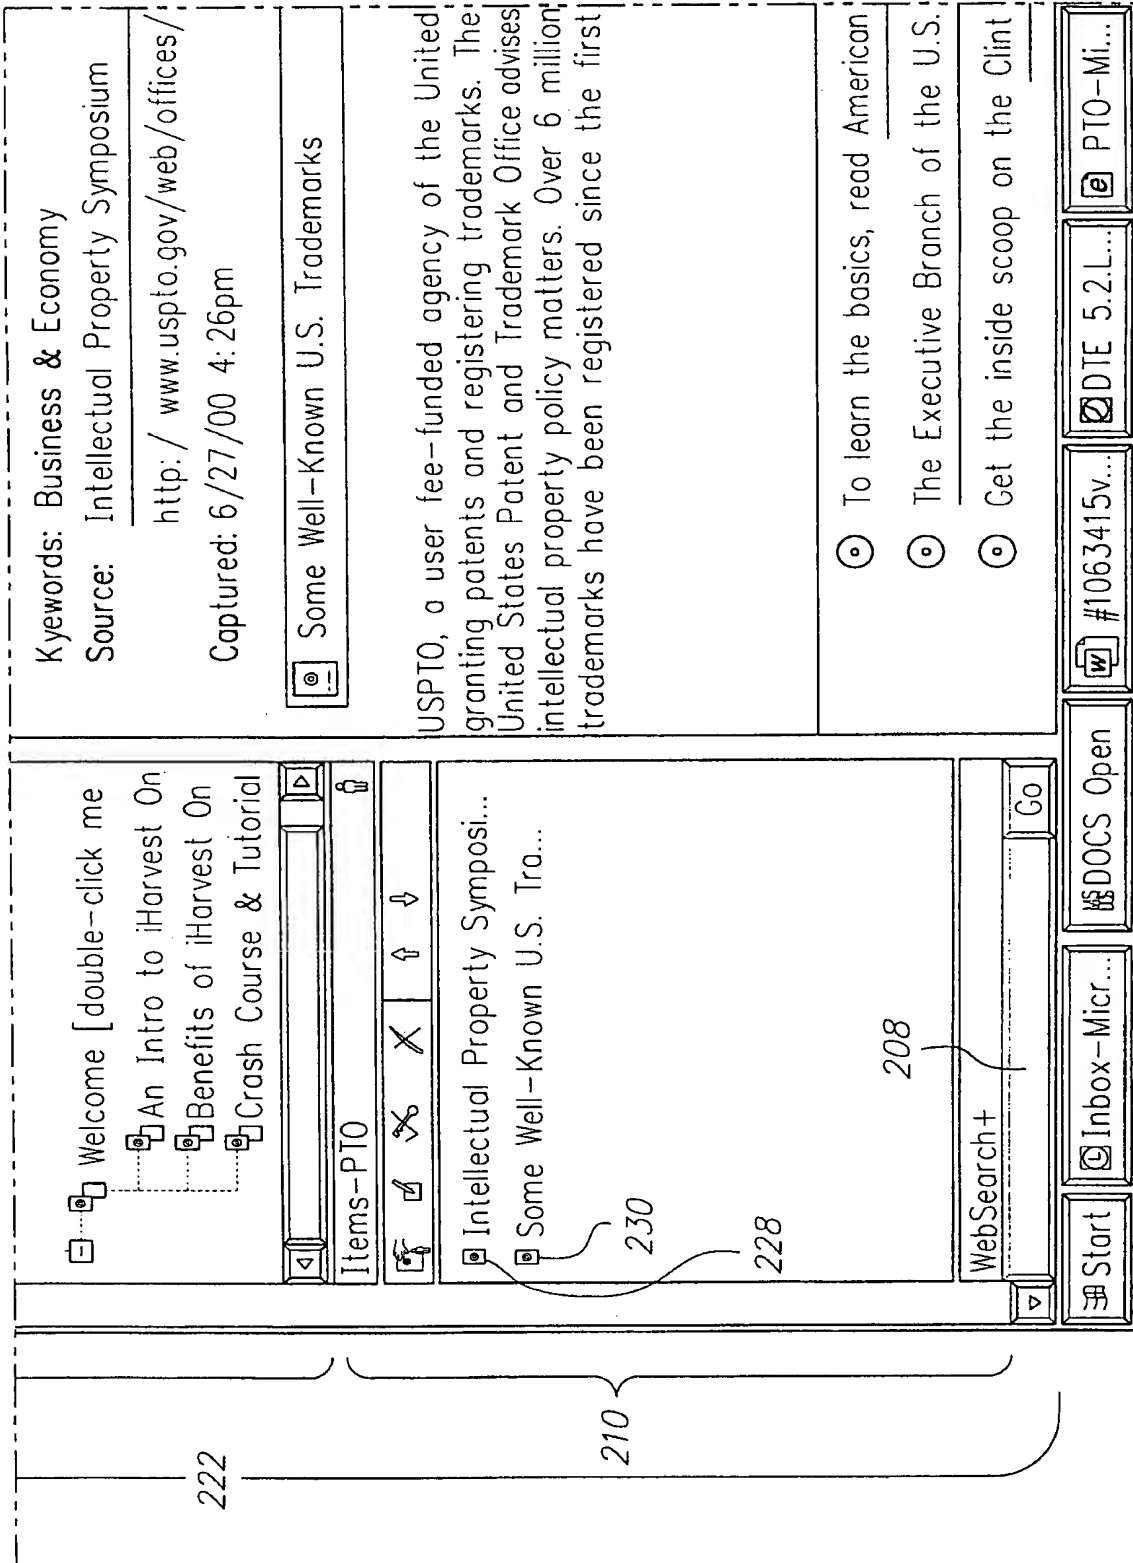 Welcome [double-click me
An Intro to iHarvest On
Benefits of iHarvest On
Crash Course & Tutorial
Items-PTO
Intellectual Property Symposi...
Some Well-Known U.S. Tra...
230
228
208
WebSearch+
Go
222
210
Kyewords: Business & Economy
Source: Intellectual Property Symposium
http:/ www.uspto.gov/web/offices/
Captured: 6/27/00 4:26pm
Some Well-Known U.S. Trademarks
USPTO, a user fee-funded agency of the United
granting patents and registering trademarks. The
United States Patent and Trademark Office advises
intellectual property policy matters. Over 6 million
trademarks have been registered since the first
To learn the basics, read American
The Executive Branch of the U.S.
Get the inside scoop on the Clint
Start
Inbox-Micr...
MS DOCS Open
W #1063415v...
DTE 5.2.L...
e PTO-Mi...